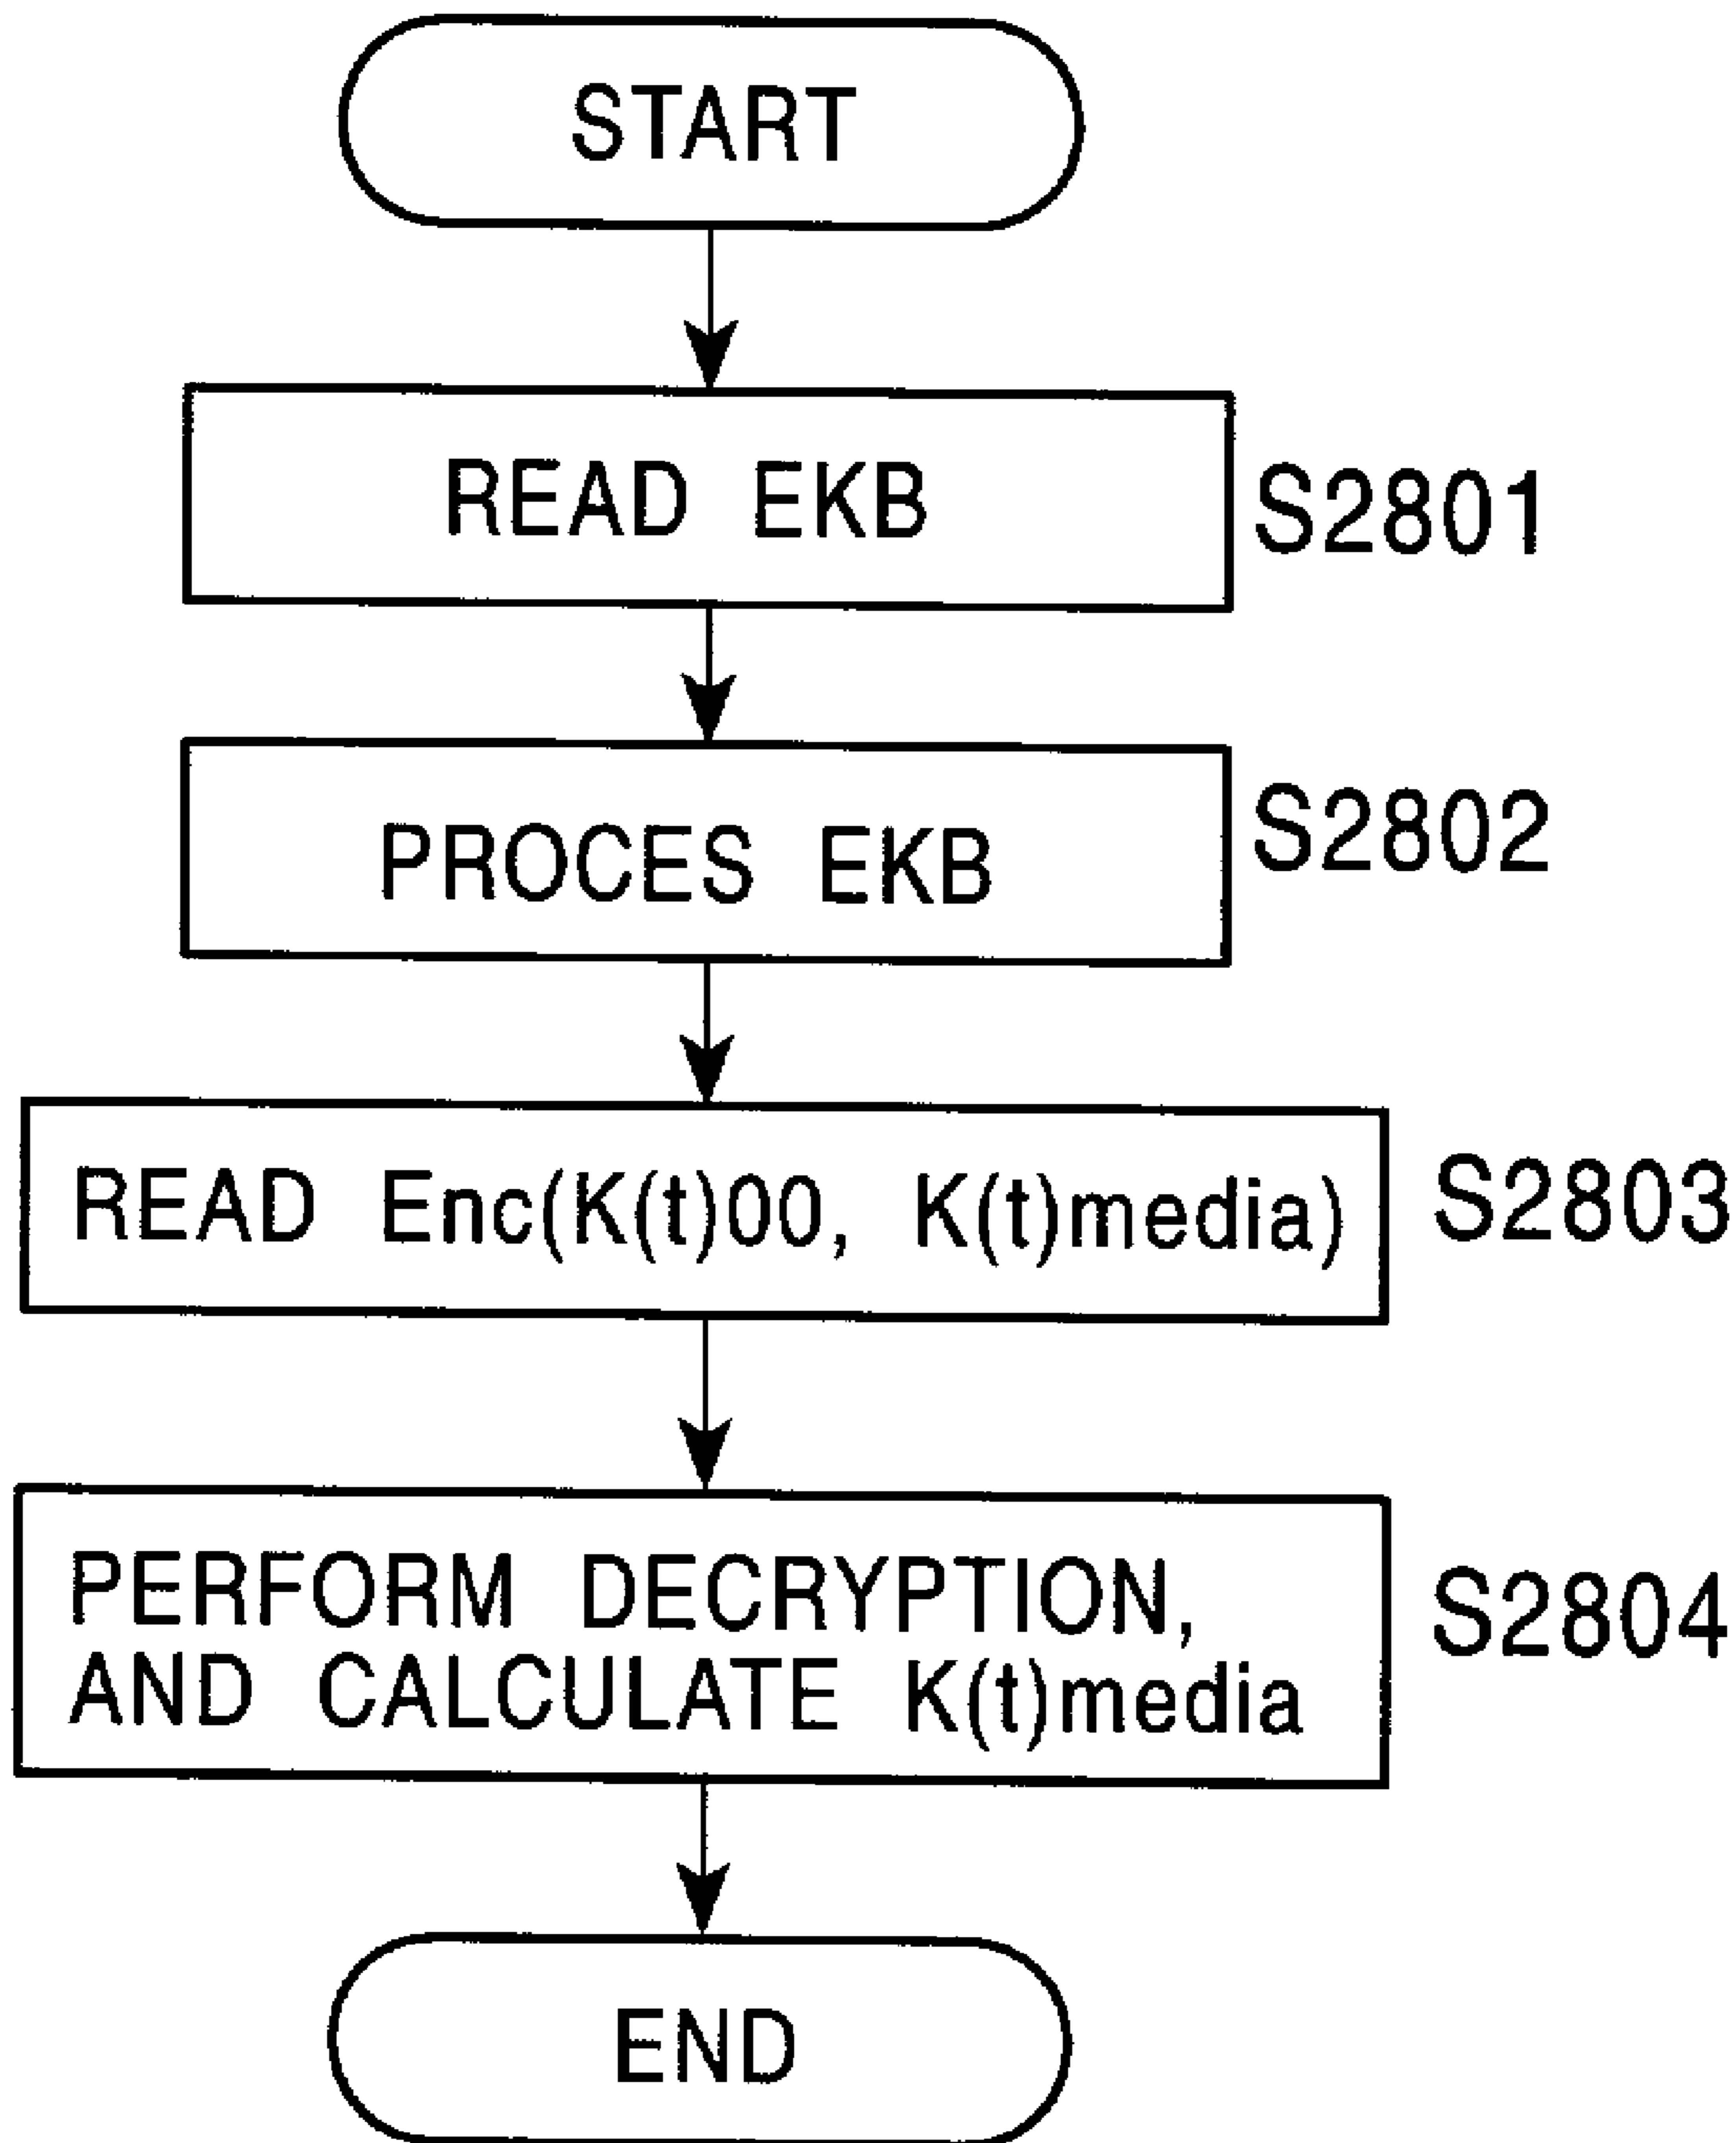 START
READ EKB
S2801
PROCES EKB
S2802
READ Enc(K(t)00, K(t)media)
S2803
PERFORM DECRYPTION,
AND CALCULATE K(t)media
S2804
END